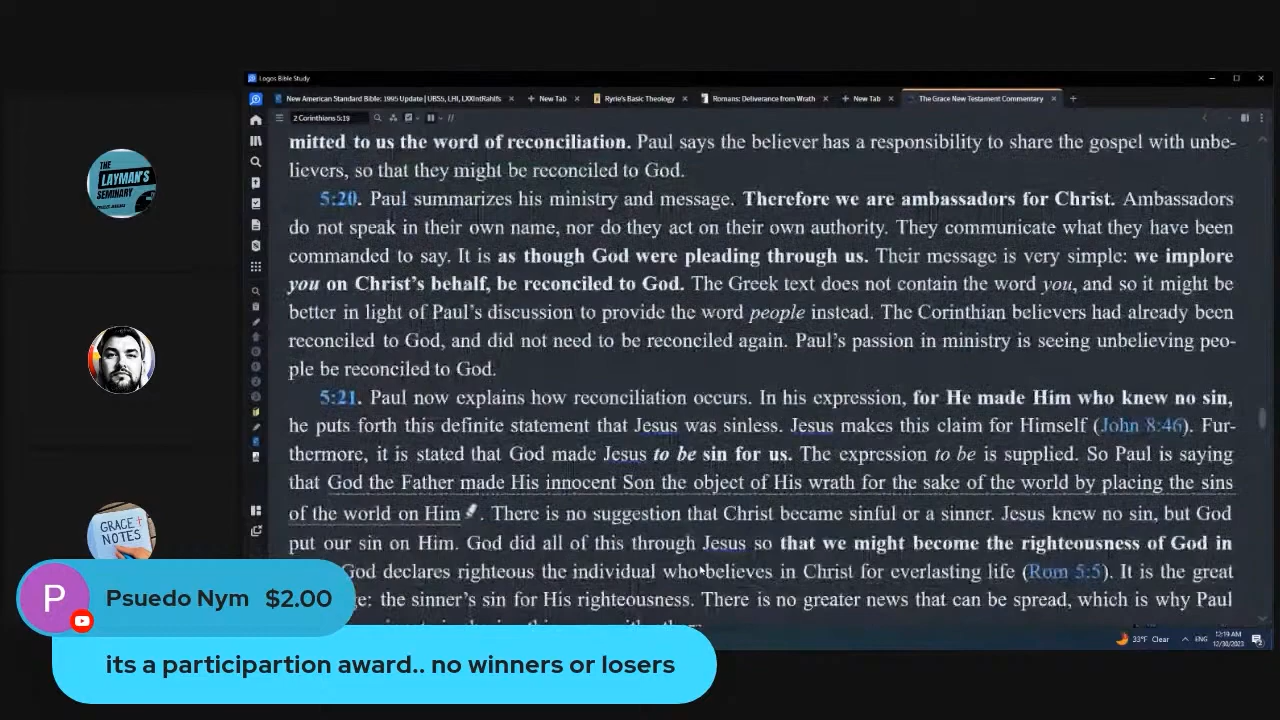 Logos Bible Study
New American Standard Bible: 1995 Update | UBS5, LHI, LXXIntRahlfs
New Tab
Ryrie's Basic Theology
Romans: Deliverance from Wrath
New Tab
The Grace New Testament Commentary
2 Corinthians 5:19
mitted to us the word of reconciliation. Paul says the believer has a responsibility to share the gospel with unbe-
lievers, so that they might be reconciled to God.
5:20. Paul summarizes his ministry and message. Therefore we are ambassadors for Christ. Ambassadors
do not speak in their own name, nor do they act on their own authority. They communicate what they have been
commanded to say. It is as though God were pleading through us. Their message is very simple: we implore
you on Christ's behalf, be reconciled to God. The Greek text does not contain the word you, and so it might be
better in light of Paul's discussion to provide the word people instead. The Corinthian believers had already been
reconciled to God, and did not need to be reconciled again. Paul's passion in ministry is seeing unbelieving peo-
ple be reconciled to God.
5:21. Paul now explains how reconciliation occurs. In his expression, for He made Him who knew no sin,
he puts forth this definite statement that Jesus was sinless. Jesus makes this claim for Himself (John 8:46). Fur-
thermore, it is stated that God made Jesus to be sin for us. The expression to be is supplied. So Paul is saying
that God the Father made His innocent Son the object of His wrath for the sake of the world by placing the sins
of the world on Him. There is no suggestion that Christ became sinful or a sinner. Jesus knew no sin, but God
put our sin on Him. God did all of this through Jesus so that we might become the righteousness of God in
God declares righteous the individual who believes in Christ for everlasting life (Rom 5:5). It is the great
the sinner's sin for His righteousness. There is no greater news that can be spread, which is why Paul
THE
LAYMAN'S
SEMINARY
GRACE+
NOTES
P
Psuedo Nym $2.00
its a particpartion award.. no winners or losers
33°F Clear
ENG
12:19 AM
12/30/2023